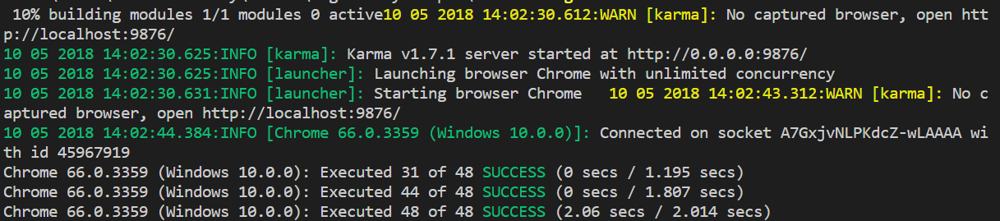 10% building modules 1/1 modules 0 active10 05 2018 14:02:30.612:WARN [karma]: No captured browser, open htt
p://localhost:9876/
10 05 2018 14:02:30.625:INFO [karma]: Karma v1.7.1 server started at http://0.0.0.0:9876/
10 05 2018 14:02:30.625:INFO [launcher]: Launching browser Chrome with unlimited concurrency
10 05 2018 14:02:30.631:INFO [launcher]: Starting browser Chrome   10 05 2018 14:02:43.312:WARN [karma]: No c
aptured browser, open http://localhost:9876/
10 05 2018 14:02:44.384:INFO [Chrome 66.0.3359 (Windows 10.0.0)]: Connected on socket A7GxjvNLPKdcZ-wLAAAA wi
th id 45967919
Chrome 66.0.3359 (Windows 10.0.0): Executed 31 of 48 SUCCESS (0 secs / 1.195 secs)
Chrome 66.0.3359 (Windows 10.0.0): Executed 44 of 48 SUCCESS (0 secs / 1.807 secs)
Chrome 66.0.3359 (Windows 10.0.0): Executed 48 of 48 SUCCESS (2.06 secs / 2.014 secs)